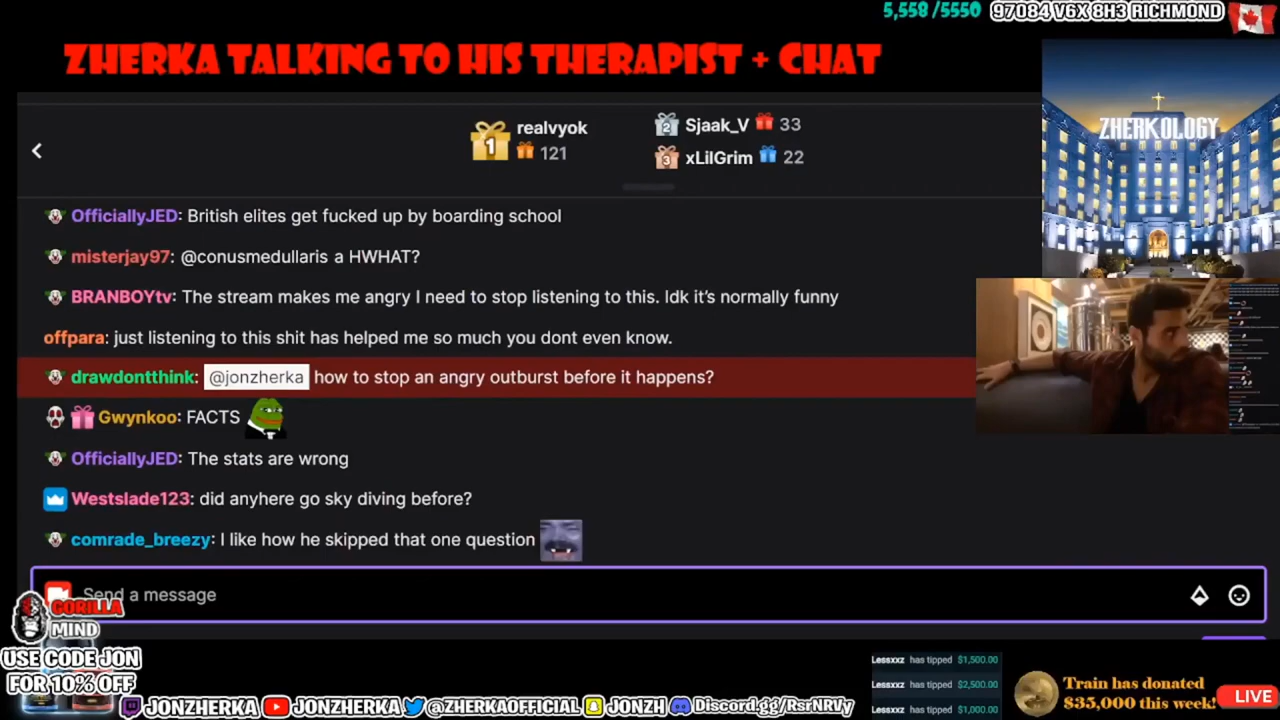 5,558 /5550
97084 V6X 8H3 RICHMOND
ZHERKA TALKING TO HIS THERAPIST + CHAT
1 realvyok
121
2 Sjaak_V 33
3 xLilGrim 22
ZHERKOLOGY
OfficiallyJED: British elites get fucked up by boarding school
misterjay97: @conusmedullaris a HWHAT?
BRANBOYtv: The stream makes me angry I need to stop listening to this. Idk it's normally funny
offpara: just listening to this shit has helped me so much you dont even know.
drawdontthink: @jonzherka how to stop an angry outburst before it happens?
Gwynkoo: FACTS
OfficiallyJED: The stats are wrong
Westslade123: did anyhere go sky diving before?
comrade_breezy: I like how he skipped that one question
Send a message
GORILLA
MIND
USE CODE JON
FOR 10% OFF
JONZHERKA JONZHERKA @ZHERKAOFFICIAL JONZH Discord.gg/RsrNRVy
Lessxxz has tipped $1,500.00
Lessxxz has tipped $2,500.00
Lessxxz has tipped $1,000.00
Train has donated
$35,000 this week!
LIVE